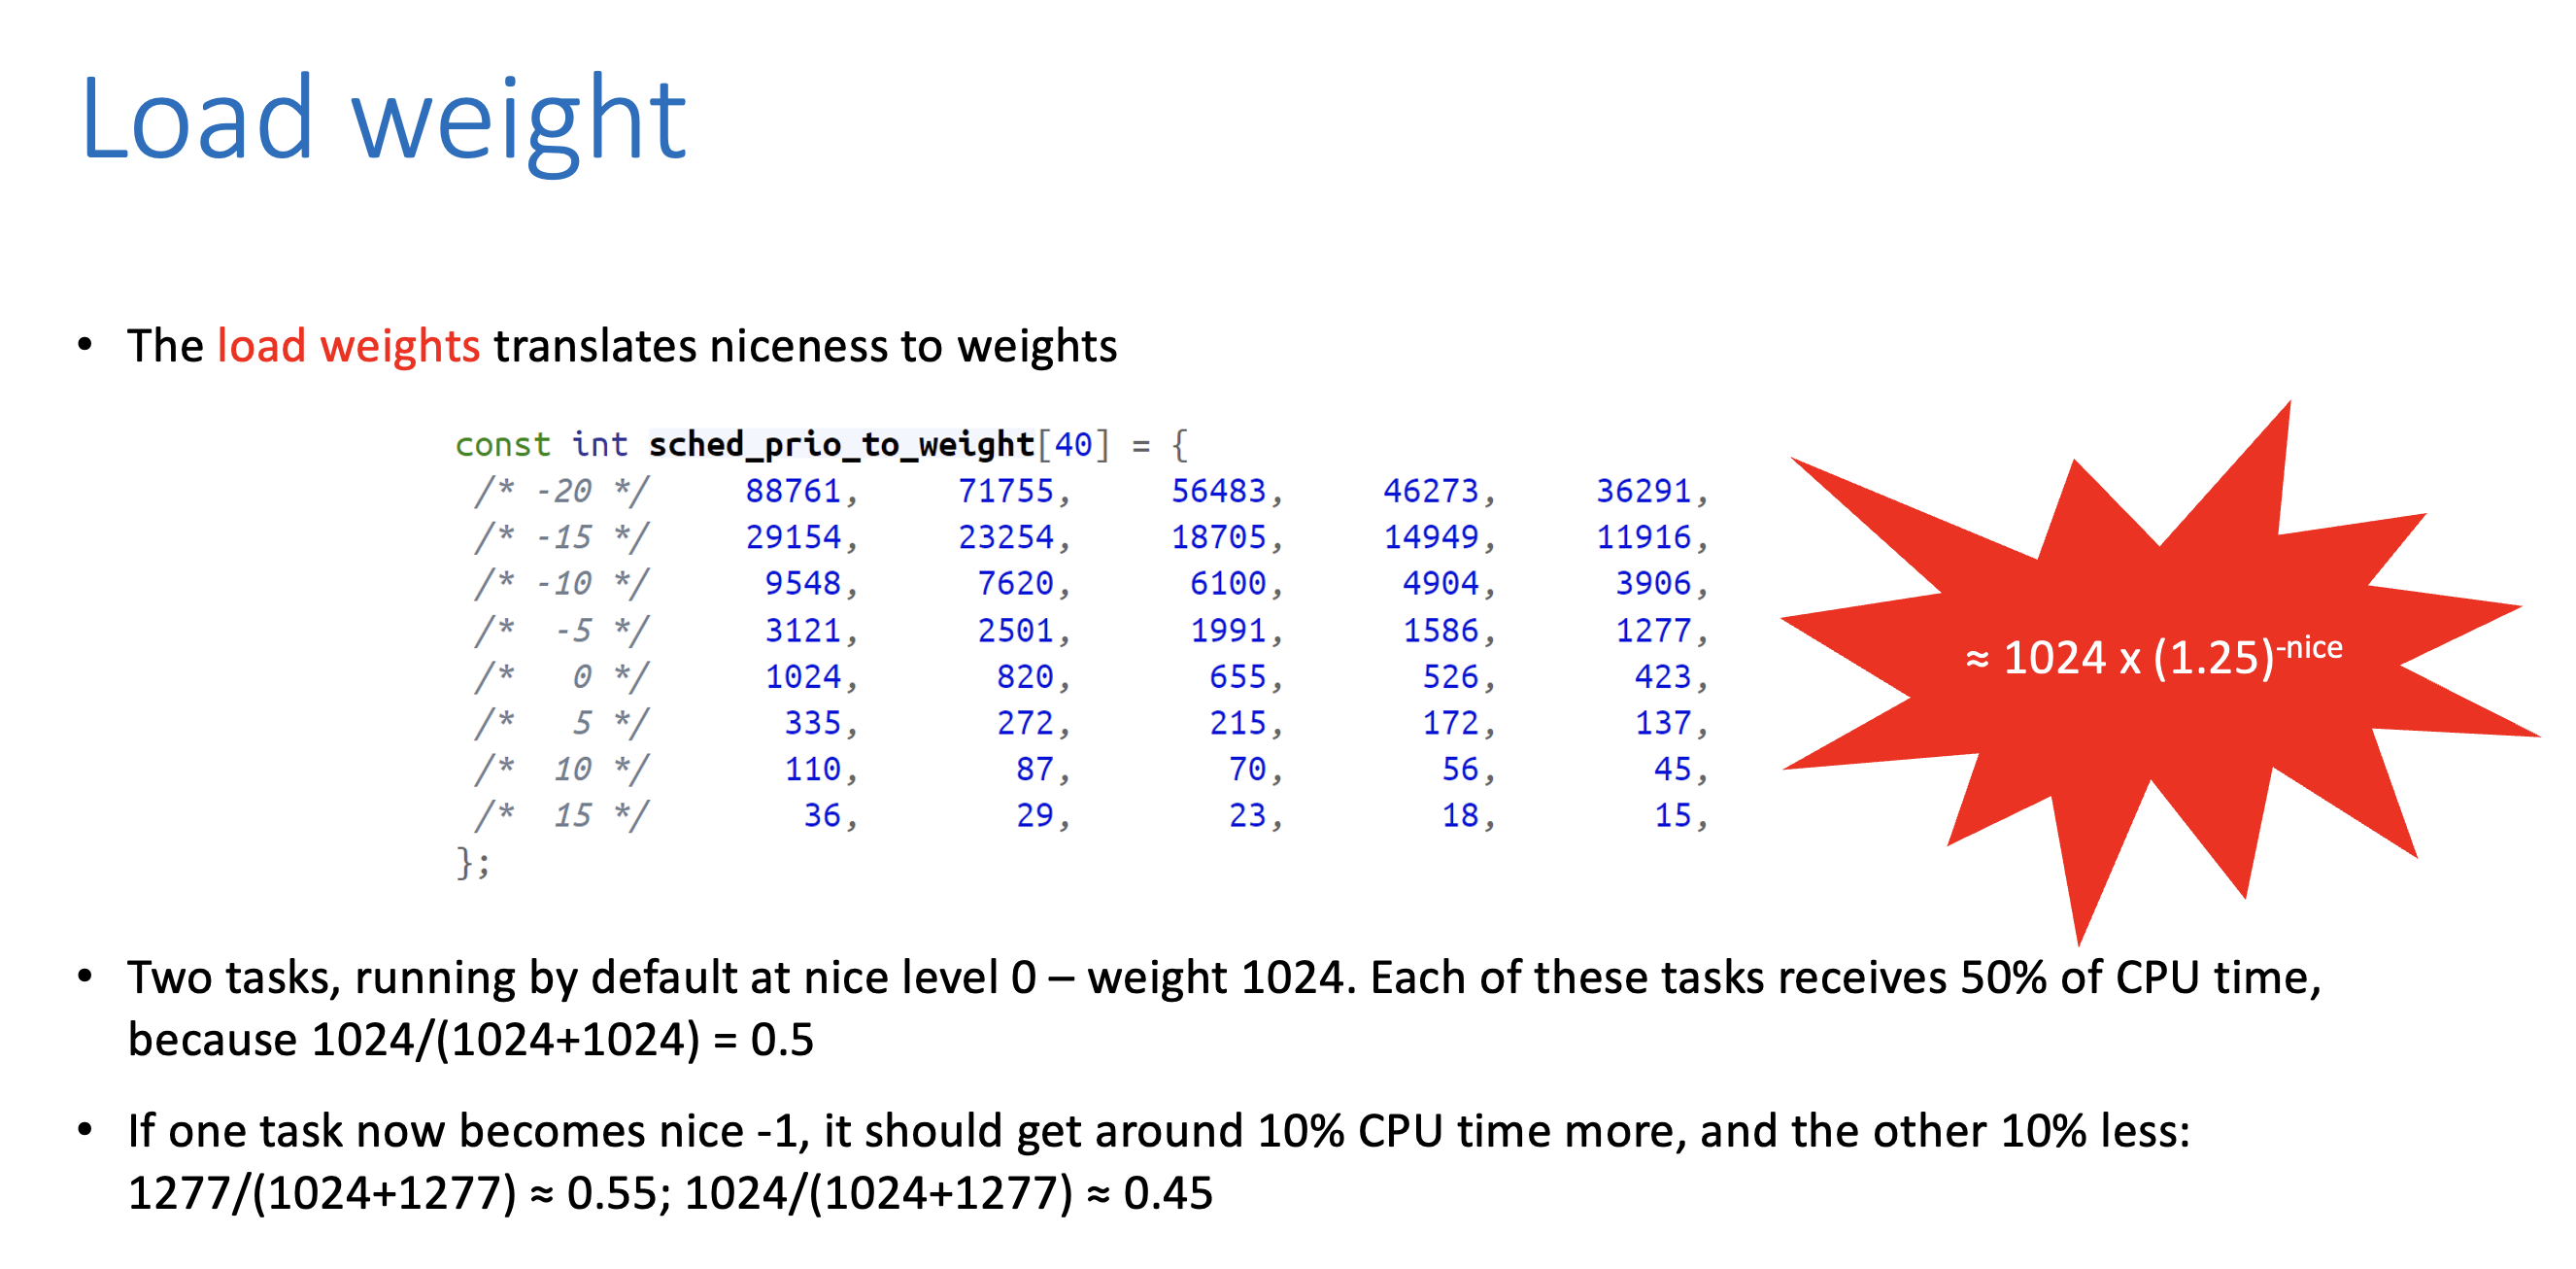 Load weight
• The load weights translates niceness to weights
const int sched_prio_to_weight[40] = {
/* -20 */ 88761, 71755, 56483, 46273, 36291,
/* -15 */ 29154, 23254, 18705, 14949, 11916,
/* -10 */ 9548, 7620, 6100, 4904, 3906,
/* -5 */ 3121, 2501, 1991, 1586, 1277,
/* 0 */ 1024, 820, 655, 526, 423,
/* 5 */ 335, 272, 215, 172, 137,
/* 10 */ 110, 87, 70, 56, 45,
/* 15 */ 36, 29, 23, 18, 15,
};
≈ 1024 x (1.25)-nice
• Two tasks, running by default at nice level 0 – weight 1024. Each of these tasks receives 50% of CPU time,
because 1024/(1024+1024) = 0.5
• If one task now becomes nice -1, it should get around 10% CPU time more, and the other 10% less:
1277/(1024+1277) ≈ 0.55; 1024/(1024+1277) ≈ 0.45